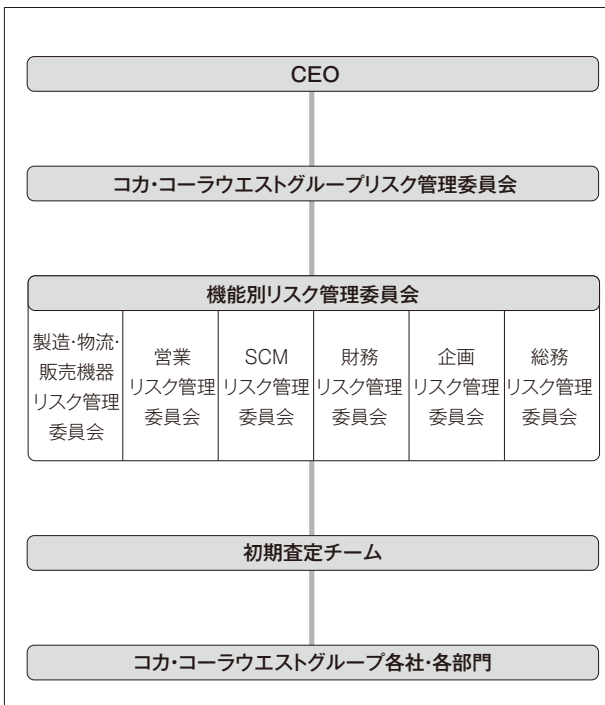 CEO
コカ・コーラウエストグループリスク管理委員会
機能別リスク管理委員会
製造・物流・
販売機器
リスク管理
委員会
営業
リスク管理
委員会
SCM
リスク管理
委員会
財務
リスク管理
委員会
企画
リスク管理
委員会
総務
リスク管理
委員会
初期査定チーム
コカ・コーラウエストグループ各社・各部門